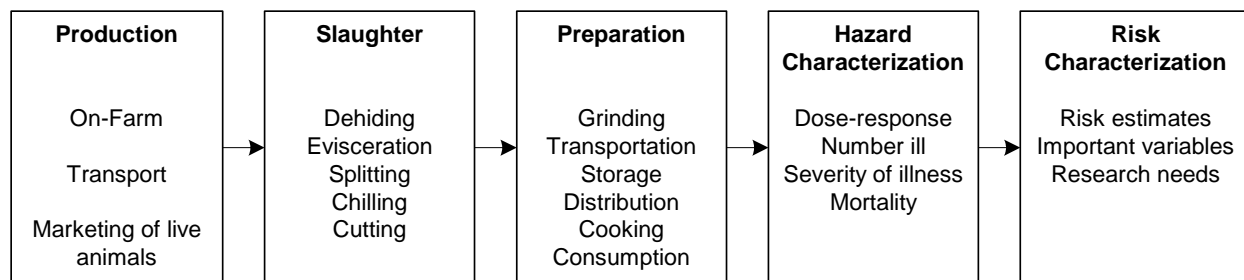 Production
On-Farm
Transport
Marketing of live
animals
Slaughter
Dehiding
Evisceration
Splitting
Chilling
Cutting
Preparation
Grinding
Transportation
Storage
Distribution
Cooking
Consumption
Hazard
Characterization
Dose-response
Number ill
Severity of illness
Mortality
Risk
Characterization
Risk estimates
Important variables
Research needs